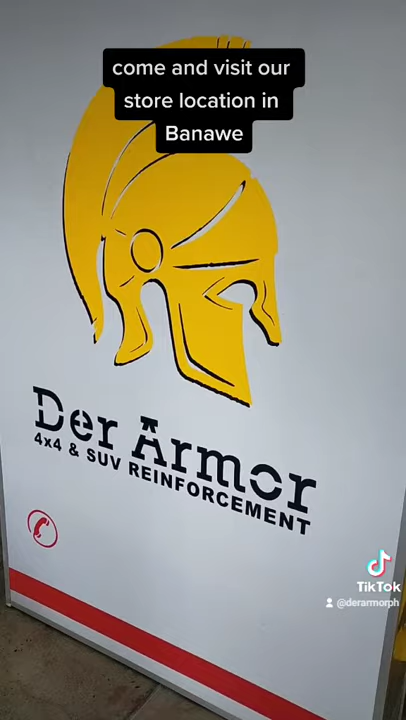 come and visit our
store location in
Banawe
Der Armor
4x4 & SUV REINFORCEMENT
TikTok
@derarmorph